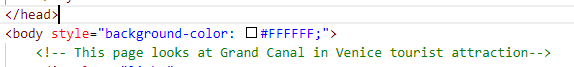 </head>
<body style="background-color: #FFFFFF;">
<!-- This page looks at Grand Canal in Venice tourist attraction-->